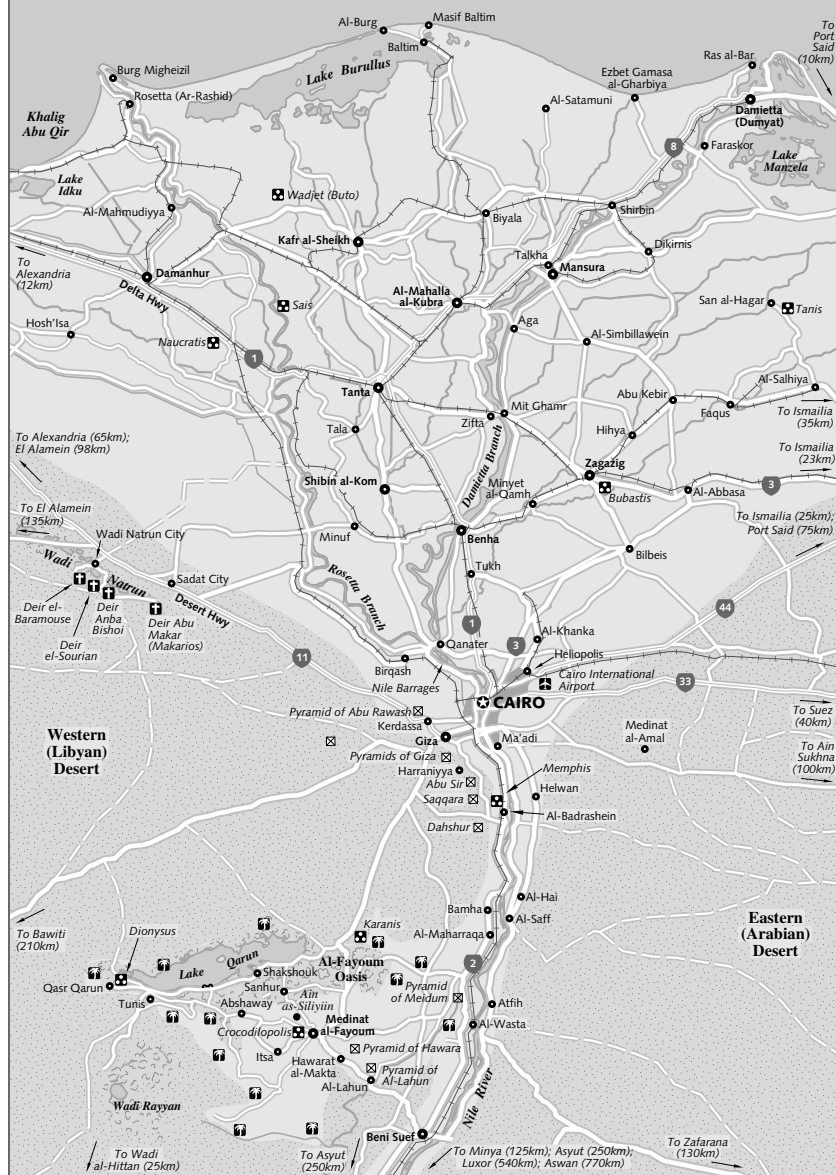 Al-Burg
Masif Baltim
Baltim
To
Port
Said
(10km)
Burg Migheizil
Lake Burullus
Ras al-Bar
Ezbet Gamasa
al-Gharbiya
Rosetta (Ar-Rashid)
Al-Satamuni
Damietta
(Dumyat)
Khalig
Abu Qir
8
Faraskor
Lake
Manzela
Lake
Idku
Wadjet (Buto)
Al-Mahmudiyya
Biyala
Shirbin
Kafr al-Sheikh
Dikirnis
To
Alexandria
(12km)
Talkha
Mansura
Damanhur
Delta Hwy
Al-Mahalla
al-Kubra
San al-Hagar
Tanis
Sais
Hosh'Isa
Aga
Al-Simbillawein
Naucratis
1
Al-Salhiya
Tanta
Abu Kebir
Faqus
To Ismailia
(35km)
Mit Ghamr
Zifta
Tala
Hihya
To Alexandria (65km);
El Alamein (98km)
To Ismailia
(23km)
Damietta Branch
Zagazig
Shibin al-Kom
Minyet
al-Qamh
Bubastis
Al-Abbasa
3
To El Alamein
(135km)
To Ismailia (25km);
Port Said (75km)
Minuf
Benha
Wadi Natrun City
Bilbeis
Wadi
Natrun
Rosetta Branch
Tukh
Sadat City
Deir el-
Baramouse
Deir
Anba
Bishoi
Deir Abu
Makar
(Makarios)
Desert Hwy
44
Deir
el-Sourian
1
Al-Khanka
Qanater
3
11
Birqash
Heliopolis
Nile Barrages
Cairo International
Airport
33
CAIRO
Pyramid of Abu Rawash
Kerdassa
To Suez
(40km)
Western
(Libyan)
Desert
Giza
Ma'adi
Medinat
al-Amal
Pyramids of Giza
To Ain
Sukhna
(100km)
Harraniyya
Memphis
Abu Sir
Helwan
Saqqara
Al-Badrashein
Dahshur
Al-Hai
Bamha
Al-Saff
To Bawiti
(210km)
Dionysus
Karanis
Al-Maharraqa
Eastern
(Arabian)
Desert
Lake Qarun
Al-Fayoum
Oasis
2
Shakshouk
Qasr Qarun
Sanhur
Pyramid
of Meidum
Tunis
Ain
as-Siliyiin
Abshaway
Atfih
Crocodilopolis
Medinat
al-Fayoum
Al-Wasta
Itsa
Pyramid of Hawara
Hawarat
al-Makta
Pyramid of
Al-Lahun
Al-Lahun
Wadi Rayyan
Nile River
Beni Suef
To Zafarana
(130km)
To Wadi
al-Hittan (25km)
To Asyut
(250km)
To Minya (125km); Asyut (250km);
Luxor (540km); Aswan (770km)